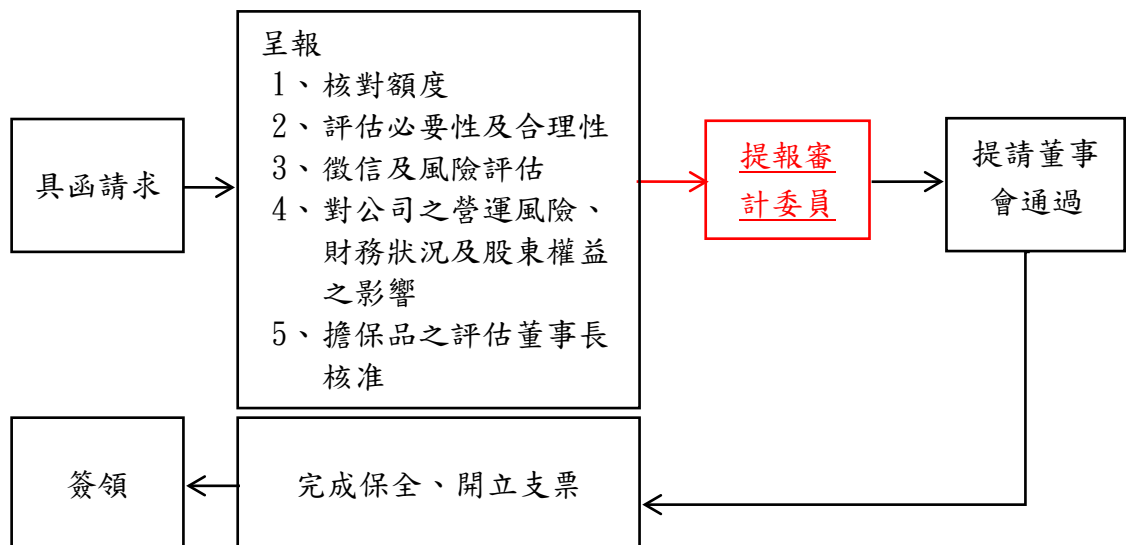 具函請求
呈報
1、核對額度
2、評估必要性及合理性
3、徵信及風險評估
4、對公司之營運風險、
財務狀況及股東權益
之影響
5、擔保品之評估董事長
核准
提報審
計委員
提請董事
會通過
完成保全、開立支票
簽領